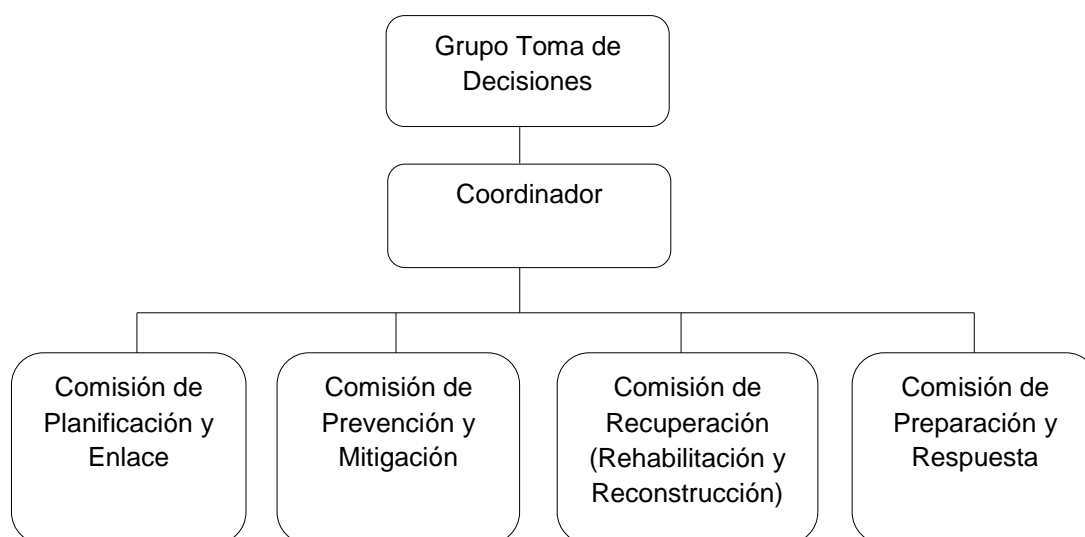 Grupo Toma de
Decisiones
Coordinador
Comisión de
Planificación y
Enlace
Comisión de
Prevención y
Mitigación
Comisión de
Recuperación
(Rehabilitación y
Reconstrucción)
Comisión de
Preparación y
Respuesta